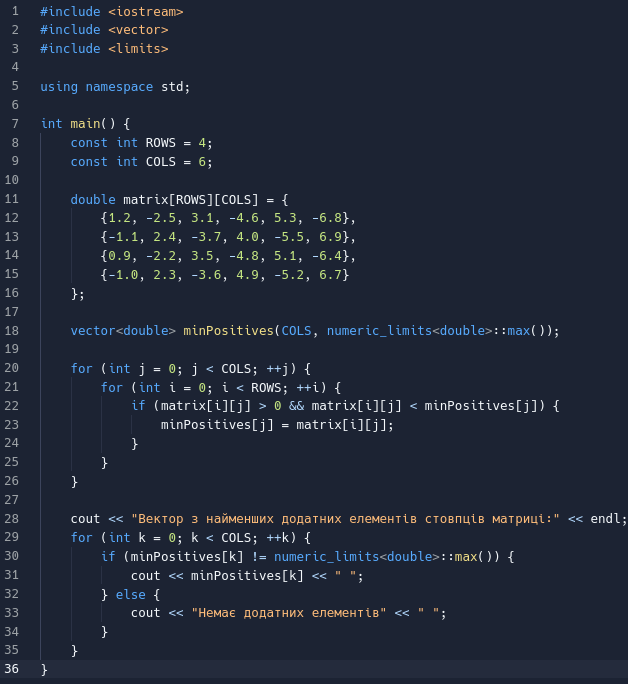 1 #include <iostream>
2 #include <vector>
3 #include <limits>
4
5 using namespace std;
6
7 int main() {
8     const int ROWS = 4;
9     const int COLS = 6;
10
11     double matrix[ROWS][COLS] = {
12         {1.2, -2.5, 3.1, -4.6, 5.3, -6.8},
13         {-1.1, 2.4, -3.7, 4.0, -5.5, 6.9},
14         {0.9, -2.2, 3.5, -4.8, 5.1, -6.4},
15         {-1.0, 2.3, -3.6, 4.9, -5.2, 6.7}
16     };
17
18     vector<double> minPositives(COLS, numeric_limits<double>::max());
19
20     for (int j = 0; j < COLS; ++j) {
21         for (int i = 0; i < ROWS; ++i) {
22             if (matrix[i][j] > 0 && matrix[i][j] < minPositives[j]) {
23                 minPositives[j] = matrix[i][j];
24             }
25         }
26     }
27
28     cout << "Вектор з найменших додатних елементів стовпців матриці:" << endl;
29     for (int k = 0; k < COLS; ++k) {
30         if (minPositives[k] != numeric_limits<double>::max()) {
31             cout << minPositives[k] << " ";
32         } else {
33             cout << "Немає додатних елементів" << " ";
34         }
35     }
36 }